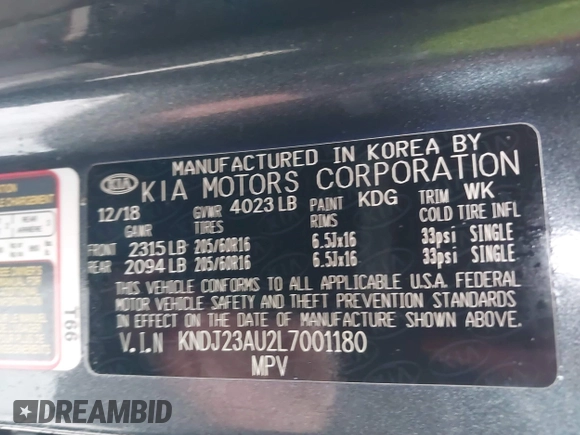 MANUFACTURED IN KOREA BY
KIA KIA MOTORS CORPORATION
12/18 GVWR 4023 LB PAINT KDG TRIM WK
GAWR TIRES RIMS COLD TIRE INFL
FRONT 2315 LB 205/60R16 6.5Jx16 33psi SINGLE
REAR 2094 LB 205/60R16 6.5Jx16 33psi SINGLE
THIS VEHICLE CONFORMS TO ALL APPLICABLE U.S.A. FEDERAL
MOTOR VEHICLE SAFETY AND THEFT PREVENTION STANDARDS
IN EFFECT ON THE DATE OF MANUFACTURE SHOWN ABOVE.
V.I.N KNDJ23AU2L7001180
MPV
T66
DREAMBID